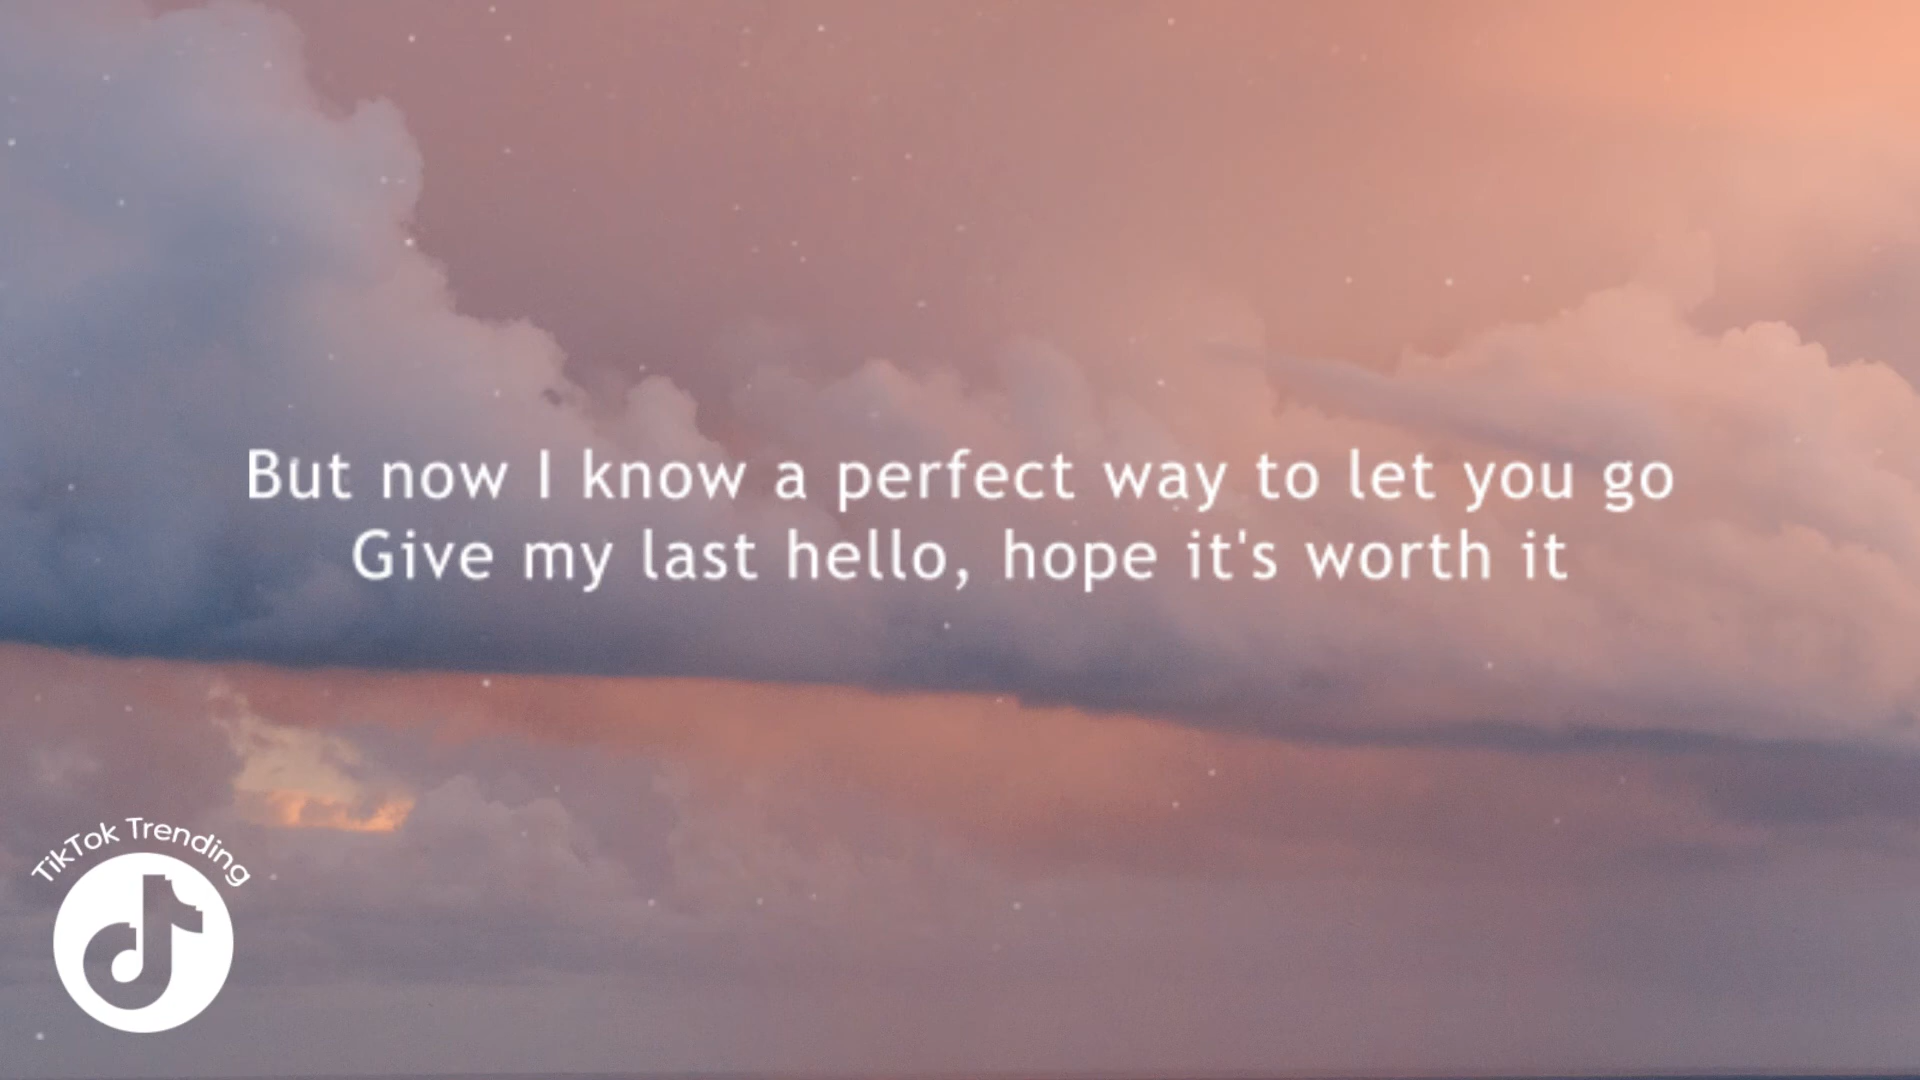 But now I know a perfect way to let you go
Give my last hello, hope it's worth it
TikTok Trending